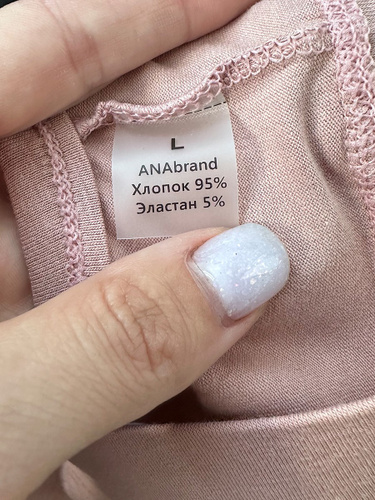 L
ANAbrand
Хлопок 95%
Эластан 5%